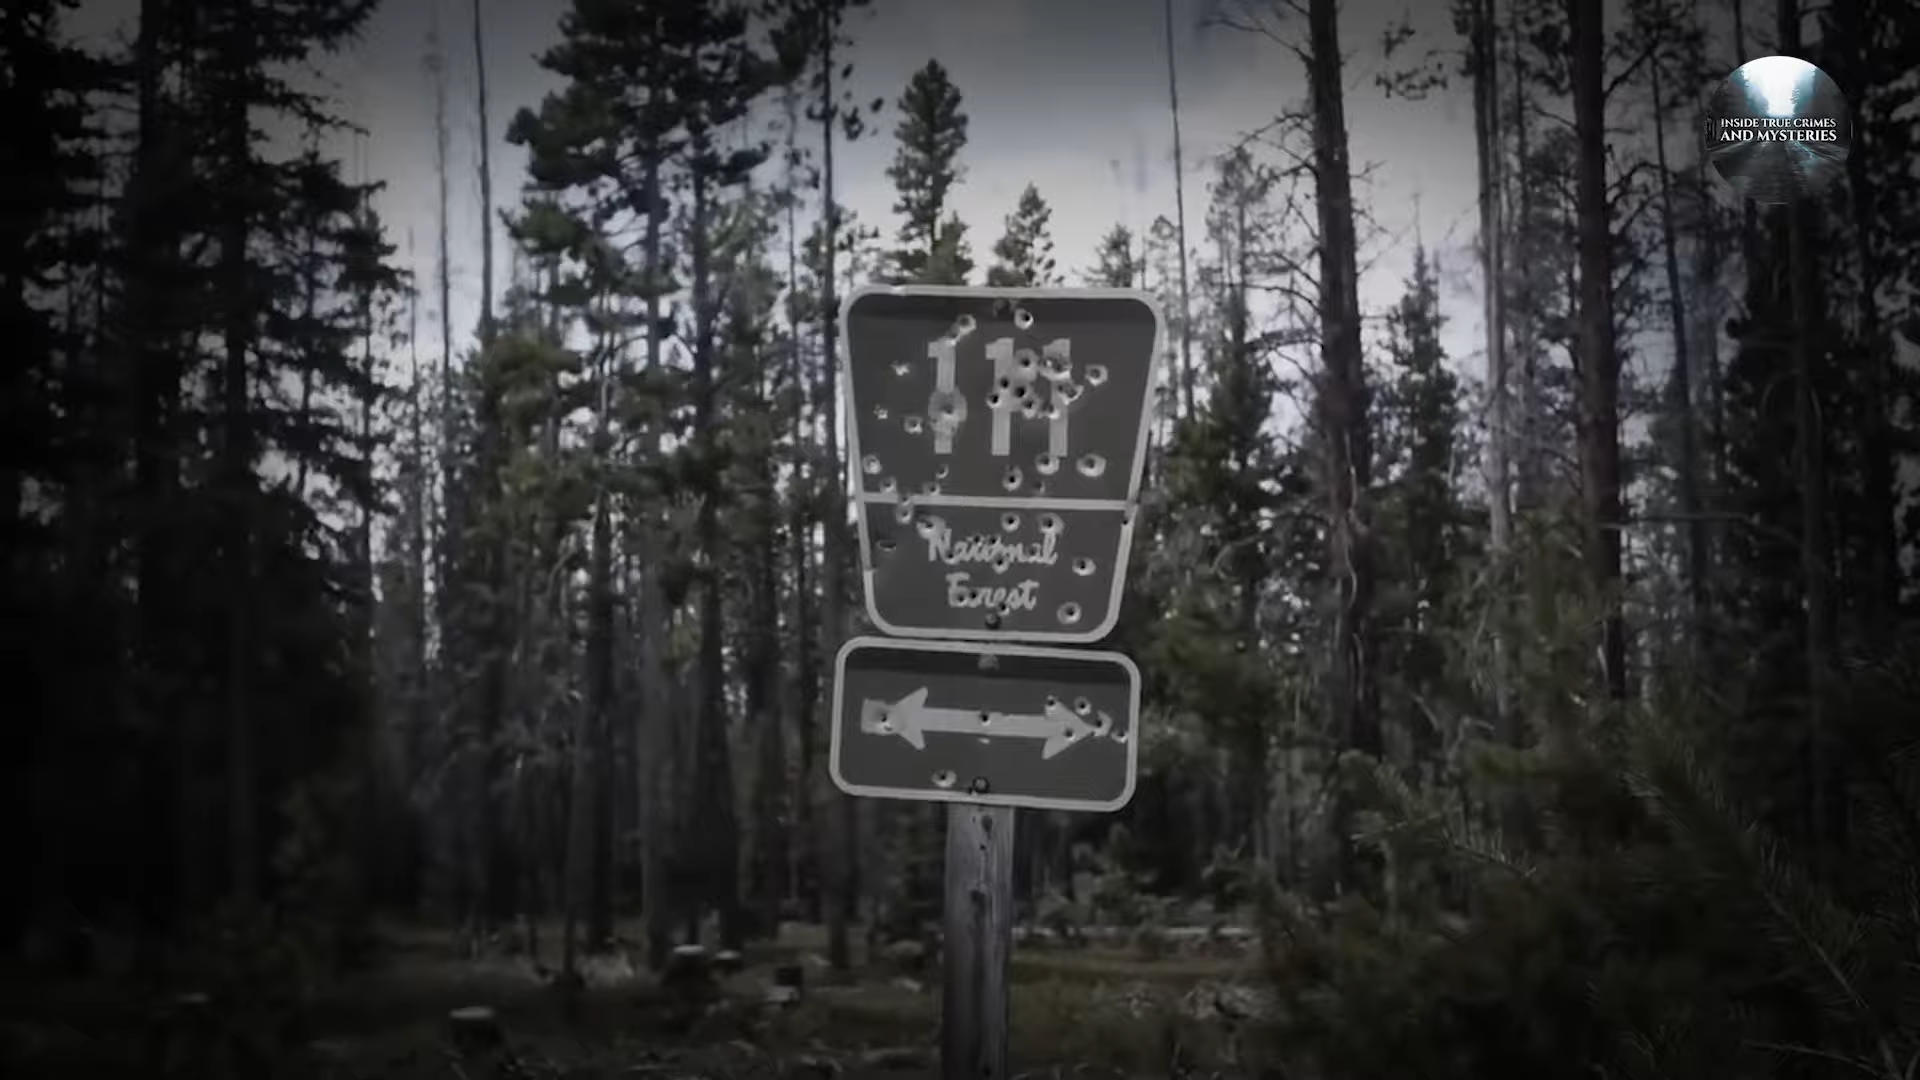 INSIDE TRUE CRIMES
AND MYSTERIES
111
National
Forest